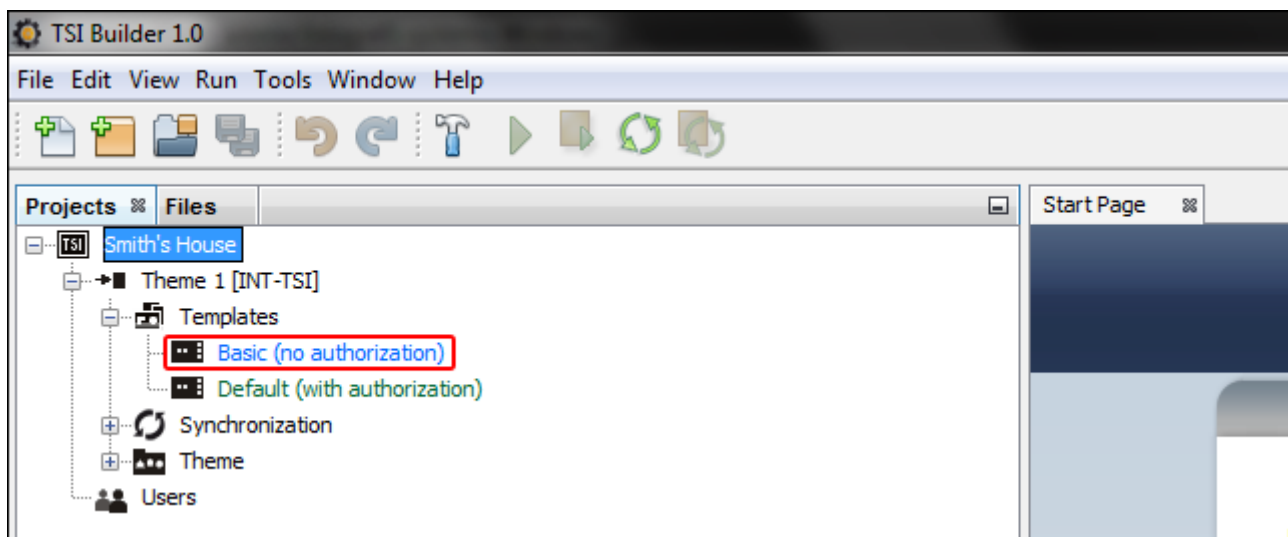 TSI Builder 1.0
File Edit View Run Tools Window Help
Projects Files
Start Page
TSI Smith's House
Theme 1 [INT-TSI]
Templates
Basic (no authorization)
Default (with authorization)
Synchronization
Theme
Users